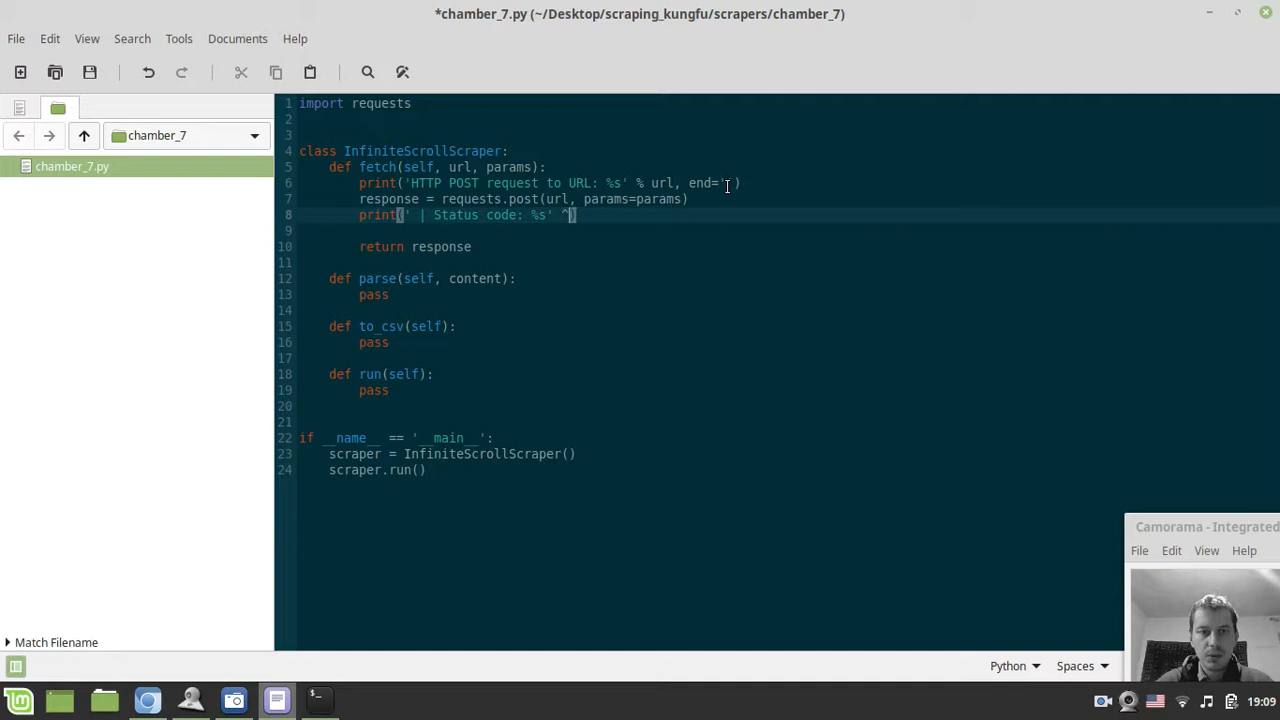 *chamber_7.py (~/Desktop/scraping_kungfu/scrapers/chamber_7)
File Edit View Search Tools Documents Help
chamber_7
chamber_7.py
1 import requests
2
3
4 class InfiniteScrollScraper:
5     def fetch(self, url, params):
6         print('HTTP POST request to URL: %s' % url, end='')
7         response = requests.post(url, params=params)
8         print(' | Status code: %s' ^)
9
10         return response
11
12     def parse(self, content):
13         pass
14
15     def to_csv(self):
16         pass
17
18     def run(self):
19         pass
20
21
22 if __name__ == '__main__':
23     scraper = InfiniteScrollScraper()
24     scraper.run()
Camorama - Integrated
File Edit View Help
Match Filename
Python Spaces
19:09